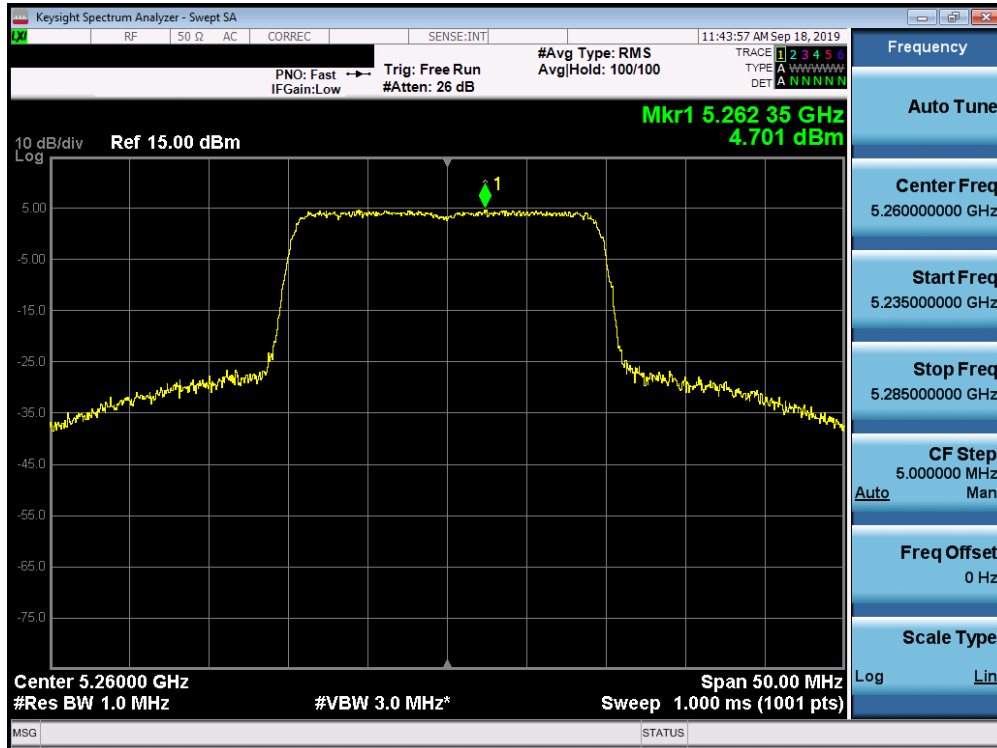 Keysight Spectrum Analyzer - Swept SA
LXI RF 50 Ω AC CORREC SENSE:INT 11:43:57 AM Sep 18, 2019
PNO: Fast
IFGain:Low
Trig: Free Run
#Atten: 26 dB
#Avg Type: RMS
Avg|Hold: 100/100
TRACE 1 2 3 4 5 6
TYPE A WWWWW
DET A N N N N N
Mkr1 5.262 35 GHz
4.701 dBm
10 dB/div Ref 15.00 dBm
Log
1
5.00
-5.00
-15.0
-25.0
-35.0
-45.0
-55.0
-65.0
-75.0
Center 5.26000 GHz Span 50.00 MHz
#Res BW 1.0 MHz #VBW 3.0 MHz* Sweep 1.000 ms (1001 pts)
MSG STATUS
Frequency
Auto Tune
Center Freq
5.260000000 GHz
Start Freq
5.235000000 GHz
Stop Freq
5.285000000 GHz
CF Step
5.000000 MHz
Auto Man
Freq Offset
0 Hz
Scale Type
Log Lin